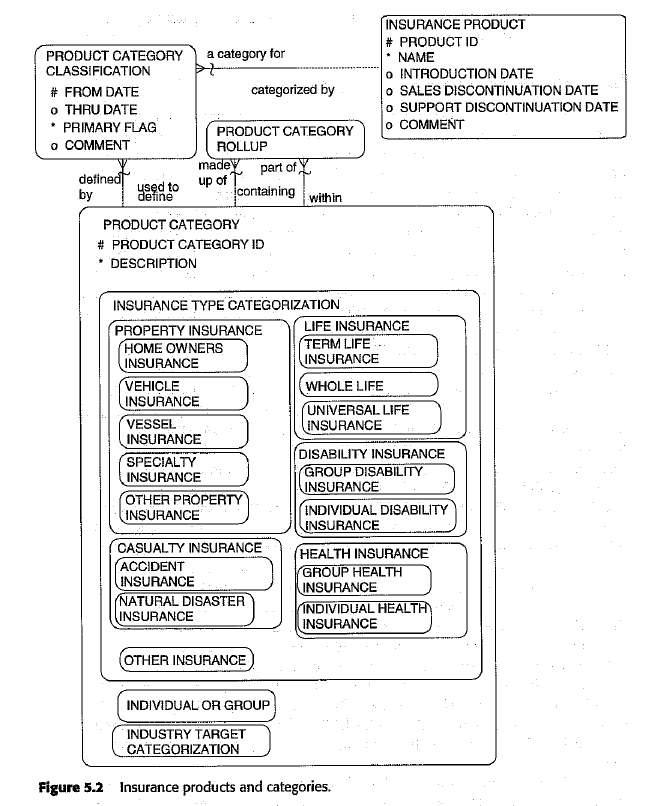 INSURANCE PRODUCT
# PRODUCT ID
* NAME
o INTRODUCTION DATE
o SALES DISCONTINUATION DATE
o SUPPORT DISCONTINUATION DATE
o COMMENT
PRODUCT CATEGORY
CLASSIFICATION
# FROM DATE
o THRU DATE
* PRIMARY FLAG
o COMMENT
a category for
categorized by
PRODUCT CATEGORY
ROLLUP
defined
by
used to
define
made
up of
containing
part of
within
PRODUCT CATEGORY
# PRODUCT CATEGORY ID
* DESCRIPTION
INSURANCE TYPE CATEGORIZATION
PROPERTY INSURANCE
HOME OWNERS
INSURANCE
VEHICLE
INSURANCE
VESSEL
INSURANCE
SPECIALTY
INSURANCE
OTHER PROPERTY
INSURANCE
LIFE INSURANCE
TERM LIFE
INSURANCE
WHOLE LIFE
UNIVERSAL LIFE
INSURANCE
DISABILITY INSURANCE
GROUP DISABILITY
INSURANCE
INDIVIDUAL DISABILITY
INSURANCE
CASUALTY INSURANCE
ACCIDENT
INSURANCE
NATURAL DISASTER
INSURANCE
HEALTH INSURANCE
GROUP HEALTH
INSURANCE
INDIVIDUAL HEALTH
INSURANCE
OTHER INSURANCE
INDIVIDUAL OR GROUP
INDUSTRY TARGET
CATEGORIZATION
Figure 5.2 Insurance products and categories.